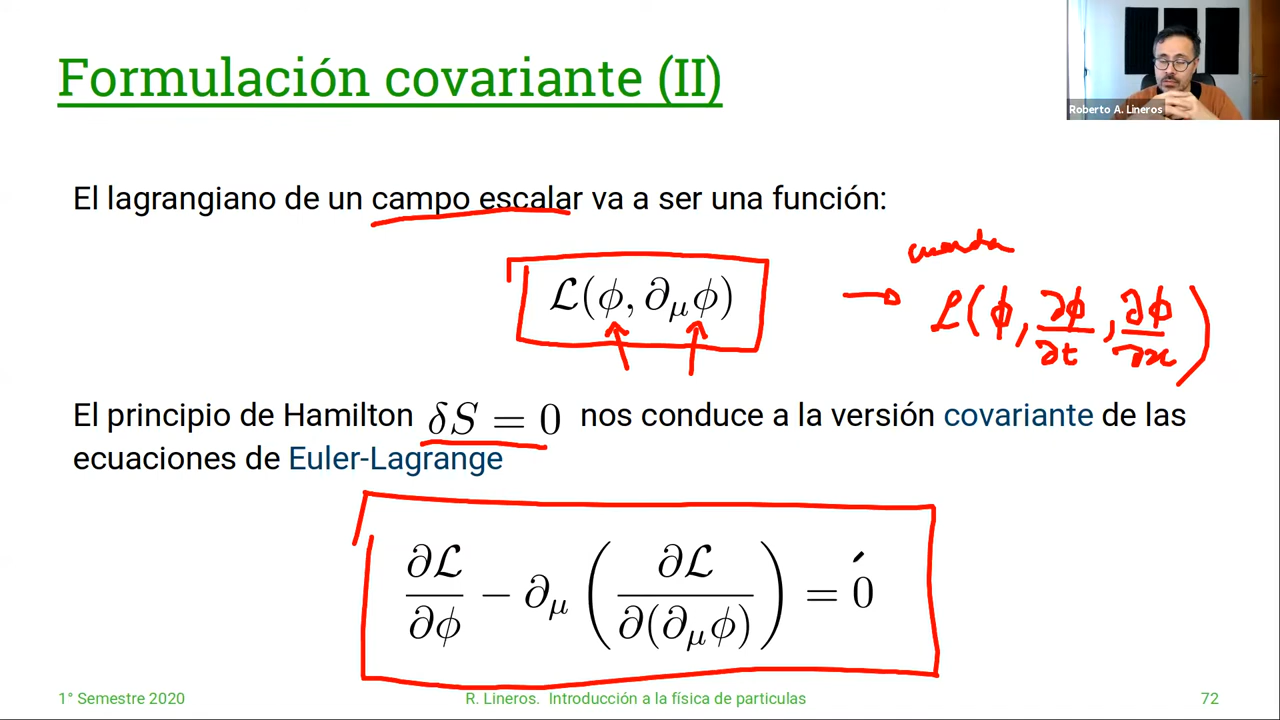 Formulación covariante (II)
Roberto A. Lineros
El lagrangiano de un campo escalar va a ser una función:
cuerda
ℒ(ϕ, ∂_μϕ)
→ ℒ(ϕ, ∂ϕ/∂t, ∂ϕ/∂x)
El principio de Hamilton δS = 0 nos conduce a la versión covariante de las
ecuaciones de Euler-Lagrange
∂ℒ/∂ϕ − ∂_μ (∂ℒ/∂(∂_μϕ)) = 0
1° Semestre 2020
R. Lineros. Introducción a la física de particulas
72